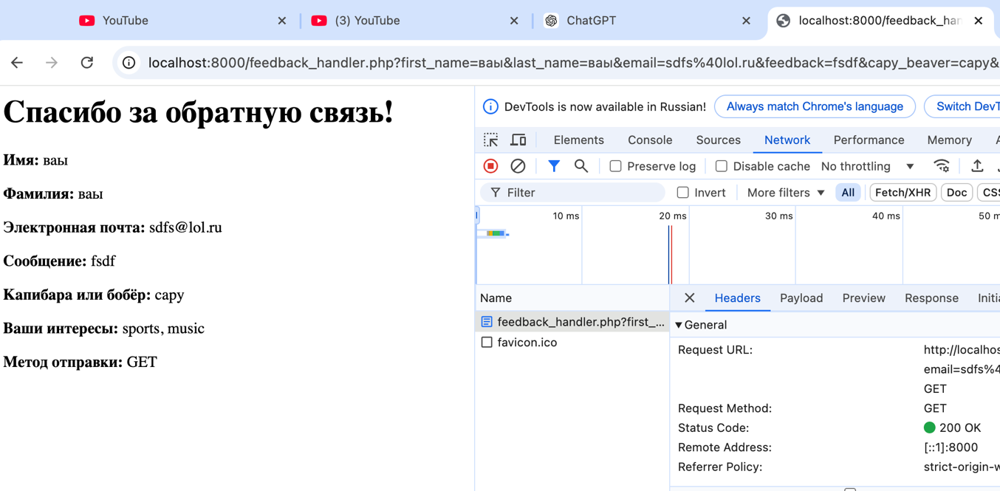 YouTube
(3) YouTube
ChatGPT
localhost:8000/feedback_han
localhost:8000/feedback_handler.php?first_name=ваы&last_name=ваы&email=sdfs%40lol.ru&feedback=fsdf&capy_beaver=capy&
Спасибо за обратную связь!
Имя: ваы
Фамилия: ваы
Электронная почта: sdfs@lol.ru
Сообщение: fsdf
Капибара или бобёр: capy
Ваши интересы: sports, music
Метод отправки: GET
DevTools is now available in Russian! Always match Chrome's language Switch DevT
Elements Console Sources Network Performance Memory
Preserve log Disable cache No throttling
Filter Invert More filters All Fetch/XHR Doc CSS
10 ms 20 ms 30 ms 40 ms 50 m
Name
feedback_handler.php?first_...
favicon.ico
Headers Payload Preview Response Initia
General
Request URL: http://localhos
email=sdfs%4
GET
Request Method: GET
Status Code: 200 OK
Remote Address: [::1]:8000
Referrer Policy: strict-origin-w